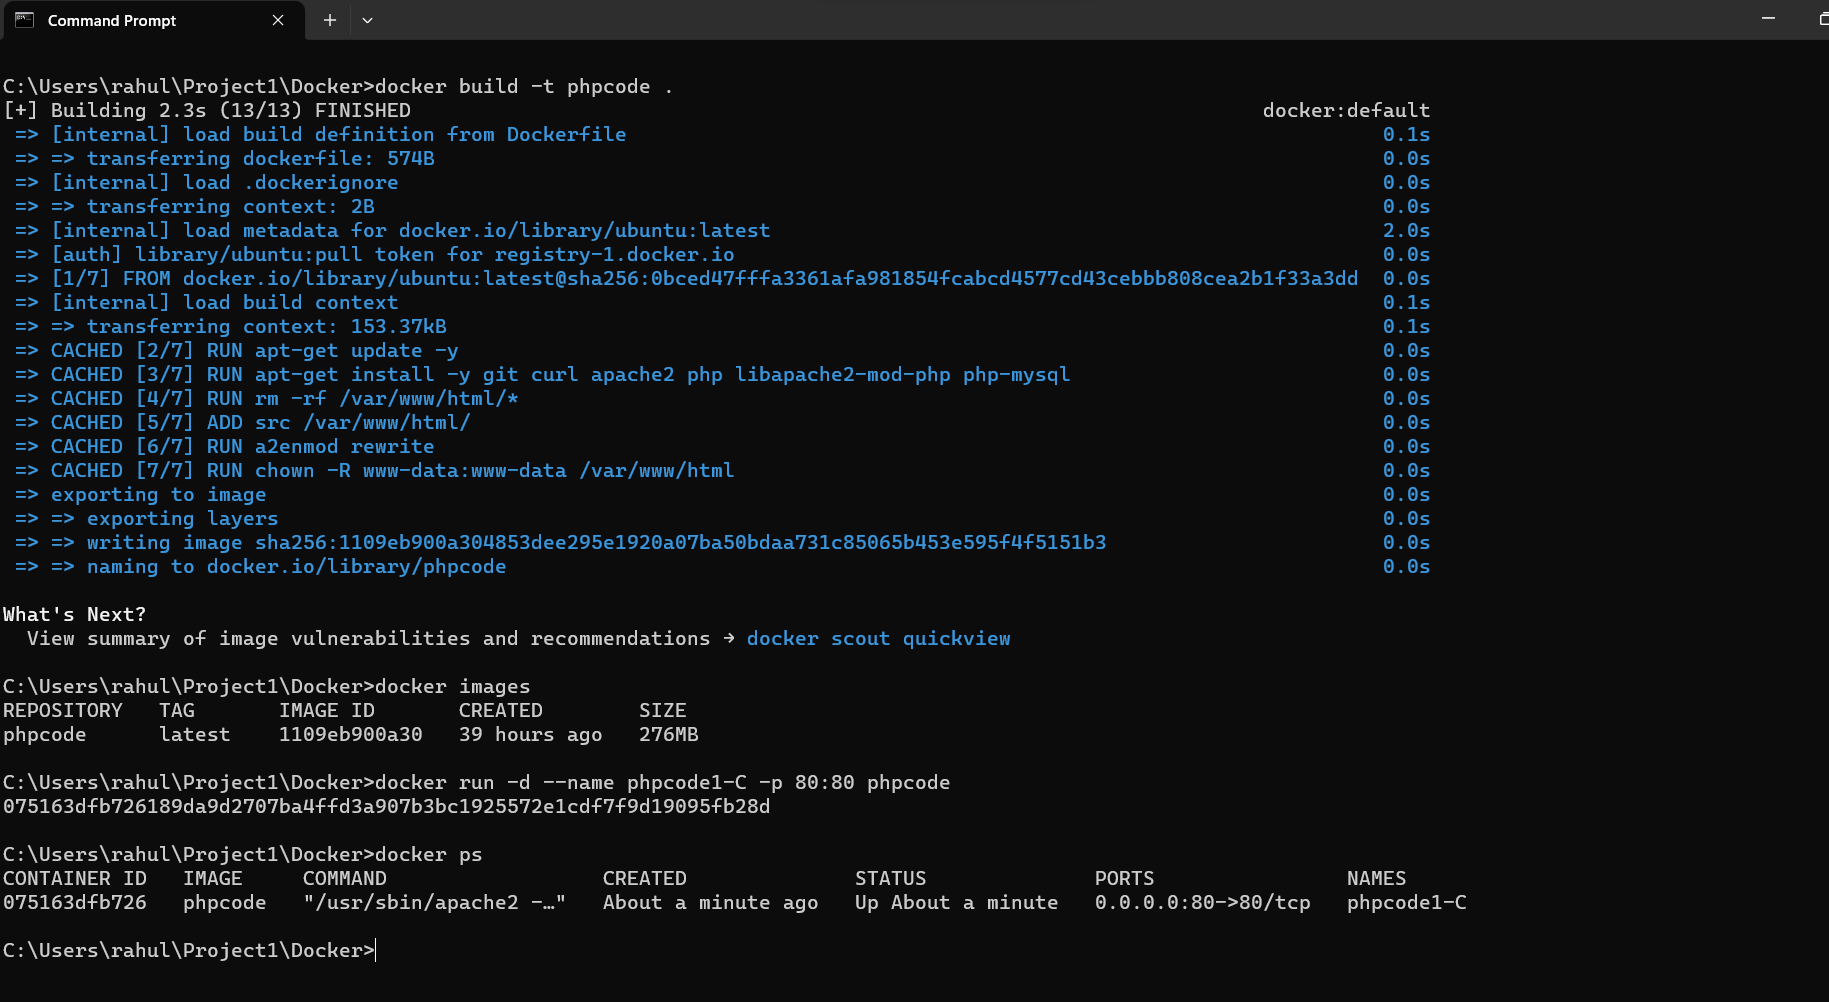 Command Prompt
C:\Users\rahul\Project1\Docker>docker build -t phpcode .
[+] Building 2.3s (13/13) FINISHED docker:default
=> [internal] load build definition from Dockerfile 0.1s
=> => transferring dockerfile: 574B 0.0s
=> [internal] load .dockerignore 0.0s
=> => transferring context: 2B 0.0s
=> [internal] load metadata for docker.io/library/ubuntu:latest 2.0s
=> [auth] library/ubuntu:pull token for registry-1.docker.io 0.0s
=> [1/7] FROM docker.io/library/ubuntu:latest@sha256:0bced47fffa3361afa981854fcabcd4577cd43cebbb808cea2b1f33a3dd 0.0s
=> [internal] load build context 0.1s
=> => transferring context: 153.37kB 0.1s
=> CACHED [2/7] RUN apt-get update -y 0.0s
=> CACHED [3/7] RUN apt-get install -y git curl apache2 php libapache2-mod-php php-mysql 0.0s
=> CACHED [4/7] RUN rm -rf /var/www/html/* 0.0s
=> CACHED [5/7] ADD src /var/www/html/ 0.0s
=> CACHED [6/7] RUN a2enmod rewrite 0.0s
=> CACHED [7/7] RUN chown -R www-data:www-data /var/www/html 0.0s
=> exporting to image 0.0s
=> => exporting layers 0.0s
=> => writing image sha256:1109eb900a304853dee295e1920a07ba50bdaa731c85065b453e595f4f5151b3 0.0s
=> => naming to docker.io/library/phpcode 0.0s
What's Next?
View summary of image vulnerabilities and recommendations → docker scout quickview
C:\Users\rahul\Project1\Docker>docker images
REPOSITORY TAG IMAGE ID CREATED SIZE
phpcode latest 1109eb900a30 39 hours ago 276MB
C:\Users\rahul\Project1\Docker>docker run -d --name phpcode1-C -p 80:80 phpcode
075163dfb726189da9d2707ba4ffd3a907b3bc1925572e1cdf7f9d19095fb28d
C:\Users\rahul\Project1\Docker>docker ps
CONTAINER ID IMAGE COMMAND CREATED STATUS PORTS NAMES
075163dfb726 phpcode "/usr/sbin/apache2 -…" About a minute ago Up About a minute 0.0.0.0:80->80/tcp phpcode1-C
C:\Users\rahul\Project1\Docker>